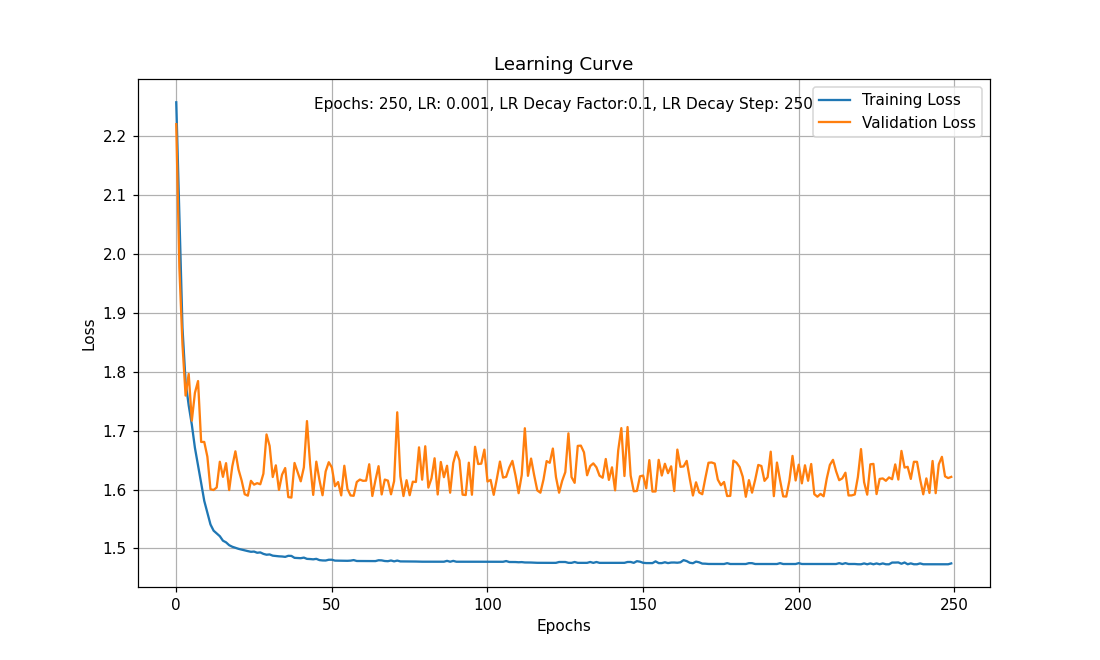 Learning Curve
Epochs: 250, LR: 0.001, LR Decay Factor:0.1, LR Decay Step: 250
Training Loss
Validation Loss
2.2
2.1
2.0
1.9
1.8
1.7
1.6
1.5
Loss
0 50 100 150 200 250
Epochs